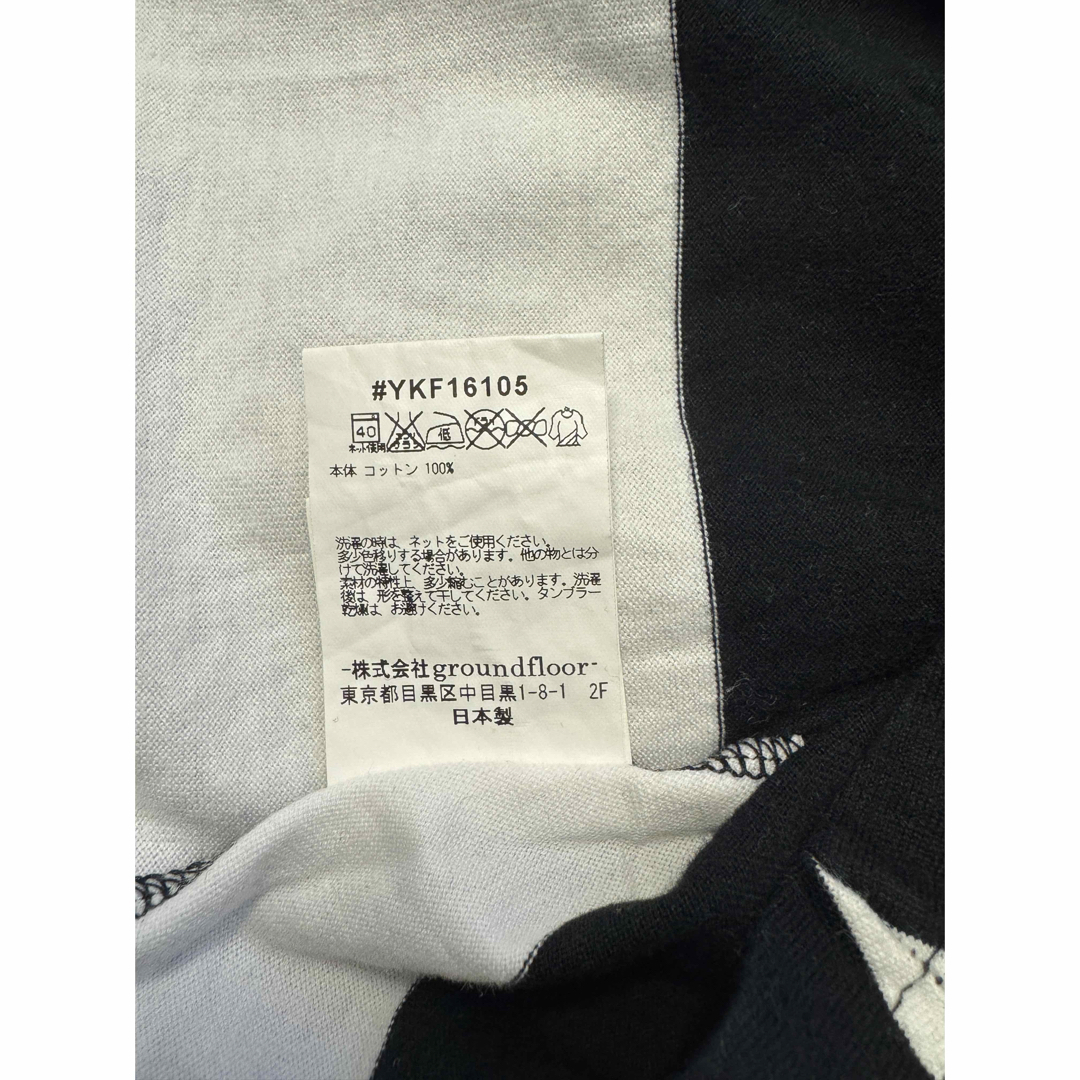 #YKF16105
40 低
ネット使用
本体 コットン 100%
洗濯の時は、ネットをご使用ください。
多少色移りする場合があります。他の物とは分
けて洗濯してください。
素材の特性上、多少縮むことがあります。洗濯
後は、形を整えて干してください。タンブラー
乾燥は、お避けください。
-株式会社groundfloor-
東京都目黒区中目黒1-8-1 2F
日本製